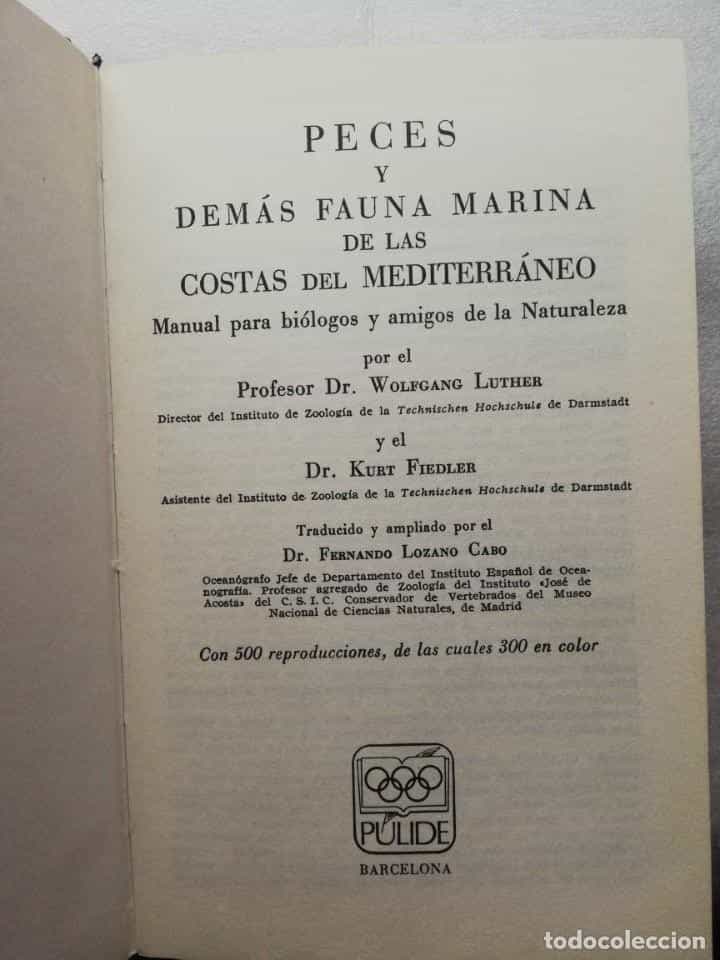 PECES
Y
DEMÁS FAUNA MARINA
DE LAS
COSTAS DEL MEDITERRÁNEO
Manual para biólogos y amigos de la Naturaleza
por el
Profesor Dr. WOLFGANG LUTHER
Director del Instituto de Zoología de la Technischen Hochschule de Darmstadt
y el
Dr. KURT FIEDLER
Asistente del Instituto de Zoología de la Technischen Hochschule de Darmstadt
Traducido y ampliado por el
Dr. FERNANDO LOZANO CABO
Oceanógrafo Jefe de Departamento del Instituto Español de Ocea-
nografía. Profesor agregado de Zoología del Instituto «José de
Acosta» del C. S. I. C. Conservador de Vertebrados del Museo
Nacional de Ciencias Naturales, de Madrid
Con 500 reproducciones, de las cuales 300 en color
PULIDE
BARCELONA
todocoleccion